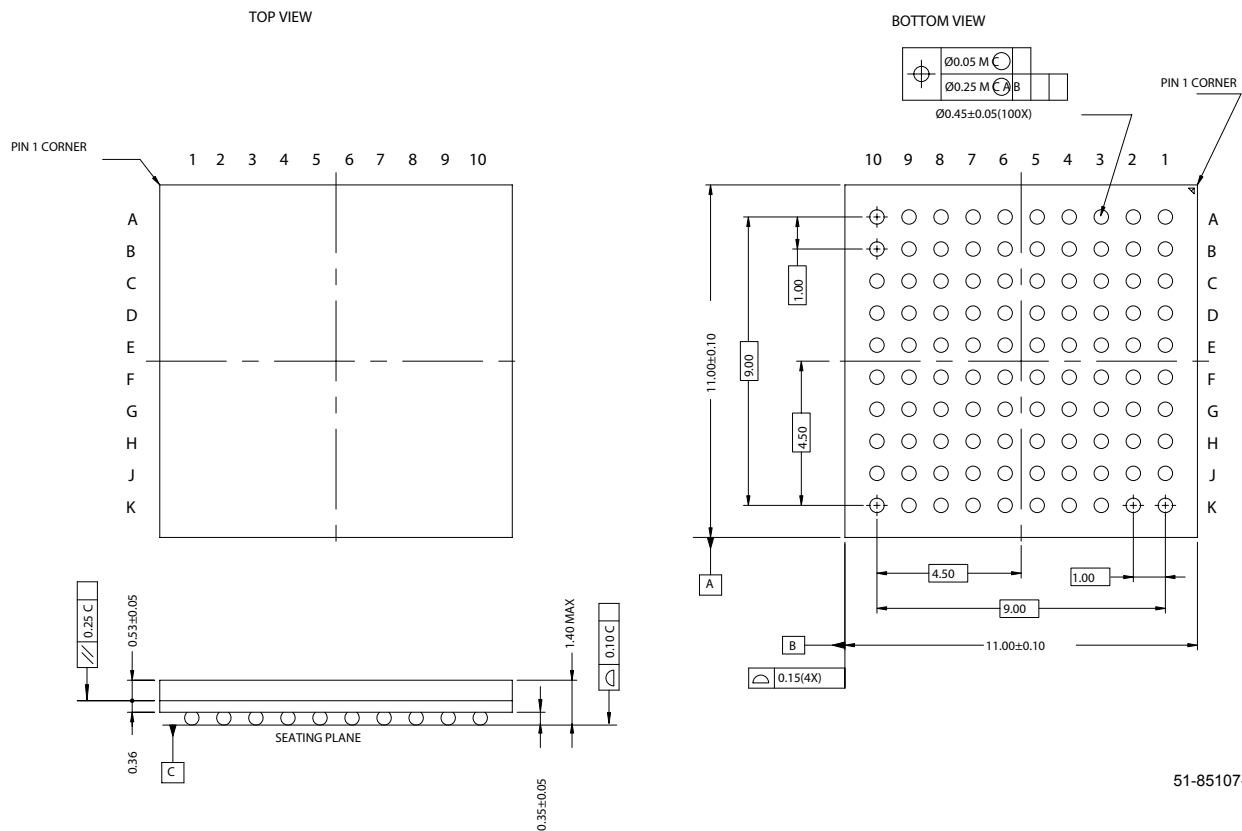 TOP VIEW
BOTTOM VIEW
Ø0.05 M C
Ø0.25 M C A B
PIN 1 CORNER
Ø0.45±0.05(100X)
PIN 1 CORNER
1 2 3 4 5 6 7 8 9 10
10 9 8 7 6 5 4 3 2 1
A
B
C
D
E
F
G
H
J
K
A
B
C
D
E
F
G
H
J
K
1.00
11.00±0.10
9.00
4.50
A
4.50
1.00
9.00
B
11.00±0.10
0.15(4X)
0.25 C
0.53±0.05
1.40 MAX
0.10 C
SEATING PLANE
0.36
C
0.35±0.05
51-85107